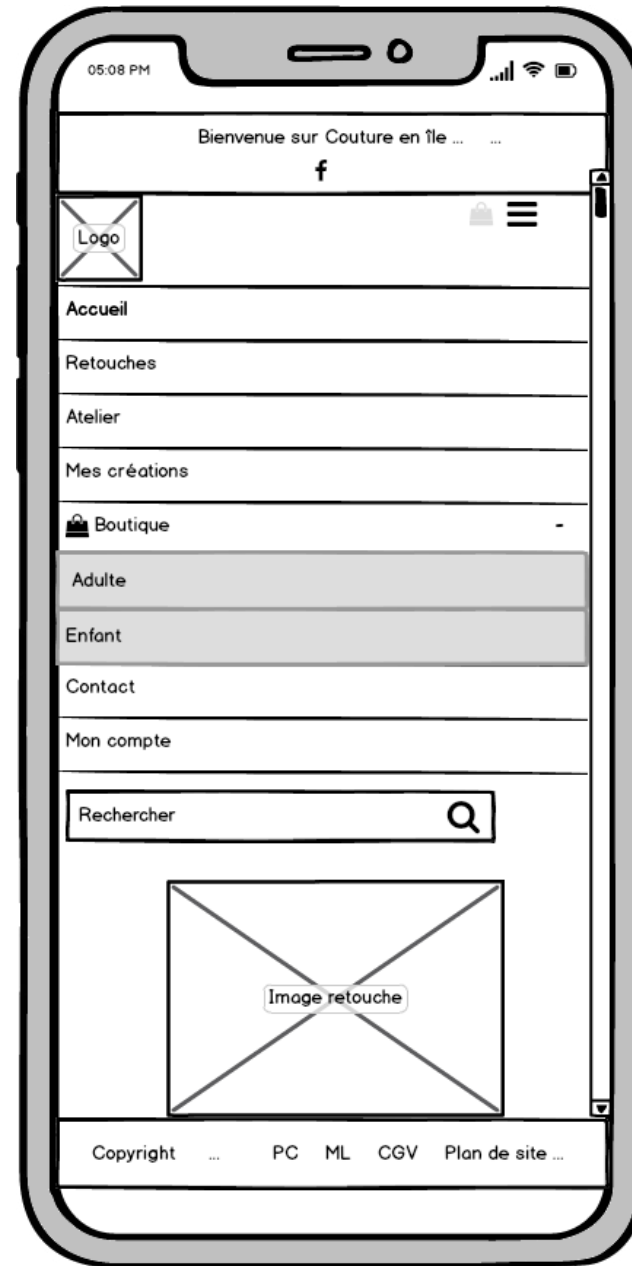 05:08 PM
Bienvenue sur Couture en île ... ...
f
Logo
Accueil
Retouches
Atelier
Mes créations
Boutique -
Adulte
Enfant
Contact
Mon compte
Rechercher
Image retouche
Copyright ... PC ML CGV Plan de site ...